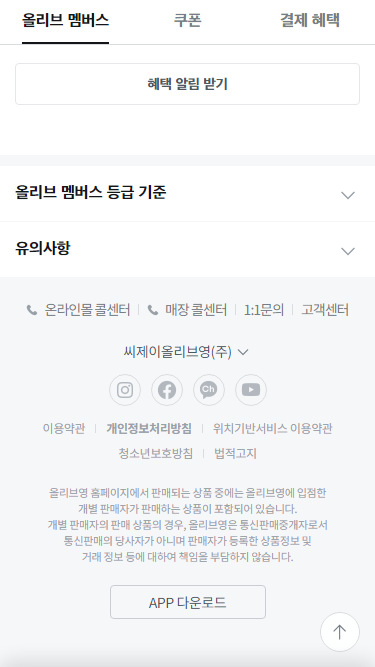 올리브 멤버스 쿠폰 결제 혜택
혜택 알림 받기
올리브 멤버스 등급 기준
유의사항
온라인몰 콜센터 매장 콜센터 1:1문의 고객센터
씨제이올리브영(주)
Ch
이용약관 개인정보처리방침 위치기반서비스 이용약관
청소년보호방침 법적고지
올리브영 홈페이지에서 판매되는 상품 중에는 올리브영에 입점한
개별 판매자가 판매하는 상품이 포함되어 있습니다.
개별 판매자의 판매 상품의 경우, 올리브영은 통신판매중개자로서
통신판매의 당사자가 아니며 판매자가 등록한 상품정보 및
거래 정보 등에 대하여 책임을 부담하지 않습니다.
APP 다운로드